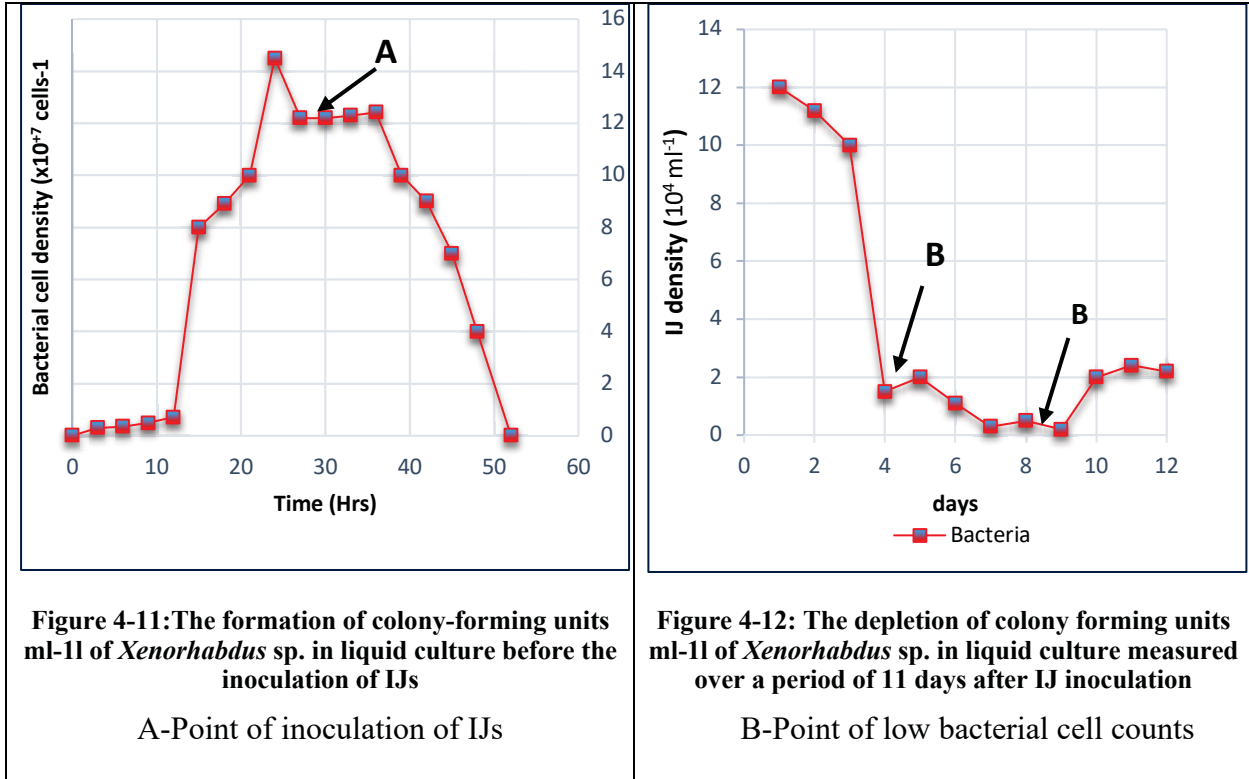 Bacterial cell density (x10⁺⁷ cells-1
16
14
12
10
8
6
4
2
0
A
0 10 20 30 40 50 60
Time (Hrs)
Figure 4-11:The formation of colony-forming units
ml-1l of Xenorhabdus sp. in liquid culture before the
inoculation of IJs
A-Point of inoculation of IJs
IJ density (10⁴ ml⁻¹)
14
12
10
8
6
4
2
0
B
B
0 2 4 6 8 10 12
days
Bacteria
Figure 4-12: The depletion of colony forming units
ml-1l of Xenorhabdus sp. in liquid culture measured
over a period of 11 days after IJ inoculation
B-Point of low bacterial cell counts